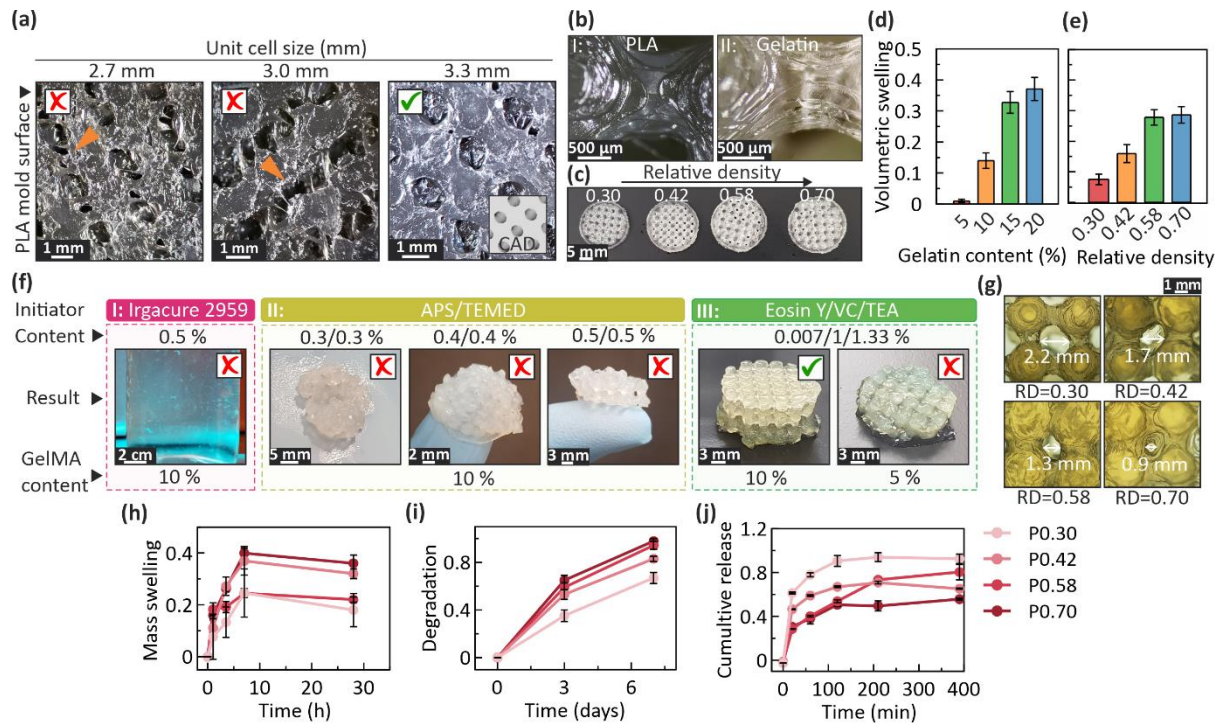 (a)
Unit cell size (mm)
2.7 mm 3.0 mm 3.3 mm
PLA mold surface ▼
1 mm 1 mm 1 mm
CAD
(b)
I: PLA II: Gelatin
500 µm 500 µm
(c)
Relative density
0.30 0.42 0.58 0.70
5 mm
(d) (e)
Volumetric swelling
0.5
0.4
0.3
0.2
0.1
0
5 10 15 20 0.30 0.42 0.58 0.70
Gelatin content (%) Relative density
(f)
Initiator I: Irgacure 2959 II: APS/TEMED III: Eosin Y/VC/TEA
Content ▶ 0.5 % 0.3/0.3 % 0.4/0.4 % 0.5/0.5 % 0.007/1/1.33 %
Result ▶
2 cm 5 mm 2 mm 3 mm 3 mm 3 mm
GelMA
content ▶ 10 % 10 % 10 % 5 %
(g)
1 mm
2.2 mm 1.7 mm
RD=0.30 RD=0.42
1.3 mm 0.9 mm
RD=0.58 RD=0.70
(h)
Mass swelling
0.4
0.2
0
0 10 20 30
Time (h)
(i)
Degradation
0.8
0.4
0
0 3 6
Time (days)
(j)
Cumultive release
1.2
0.8
0.4
0
0 100 200 300 400
Time (min)
P0.30
P0.42
P0.58
P0.70